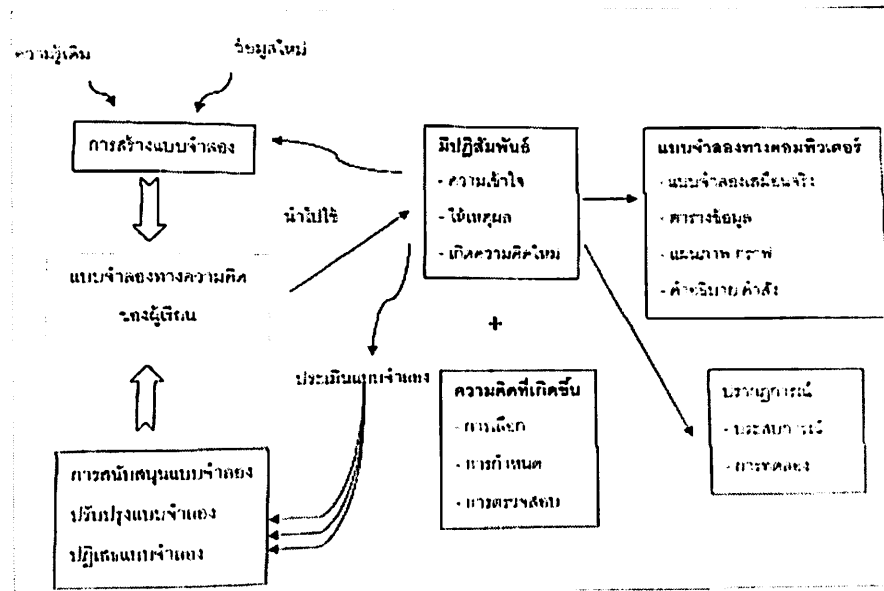 ความรู้เดิม
ข้อมูลใหม่
การสร้างแบบจำลอง
นำไปใช้
แบบจำลองทางความคิด
ของผู้เรียน
มีปฏิสัมพันธ์
- ความเข้าใจ
- ให้เหตุผล
- เกิดความคิดใหม่
+
ความคิดที่เกิดขึ้น
- การเลือก
- การกำหนด
- การตรวจสอบ
แบบจำลองทางคอมพิวเตอร์
- แบบจำลองเสมือนจริง
- ตารางข้อมูล
- แผนภาพ กราฟ
- คำอธิบาย คำสั่ง
ปรากฏการณ์
- ประสบการณ์
- การทดลอง
ประเมินแบบจำลอง
การสนับสนุนแบบจำลอง
ปรับปรุงแบบจำลอง
ปฏิเสธแบบจำลอง